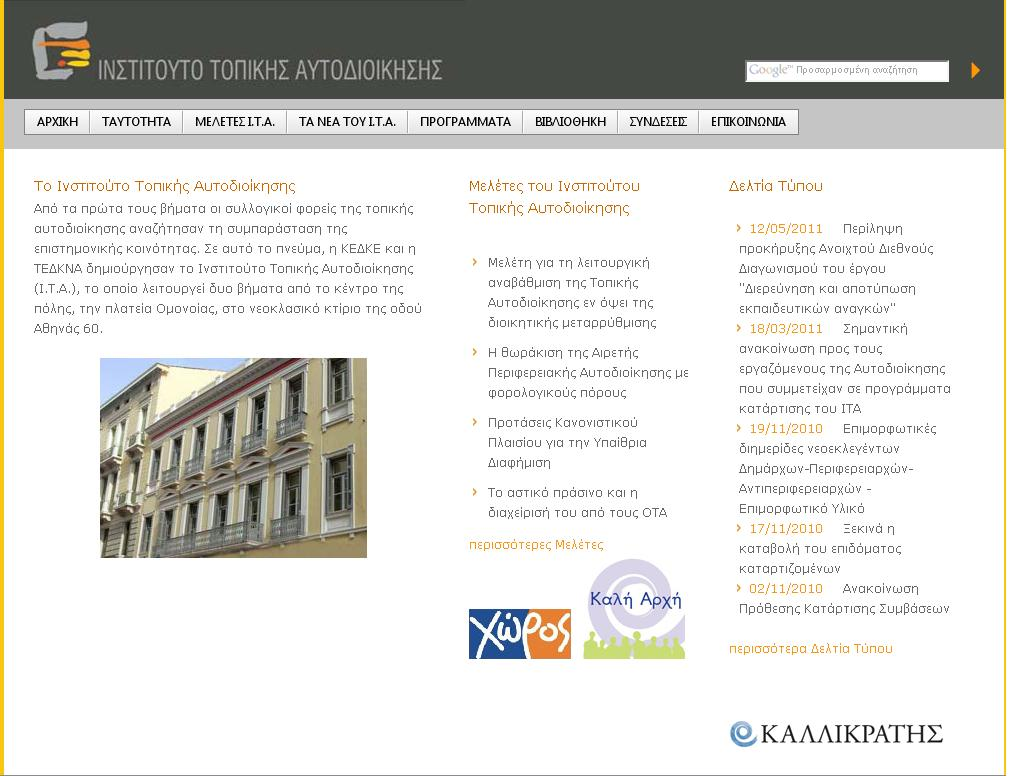 ΙΝΣΤΙΤΟΥΤΟ ΤΟΠΙΚΗΣ ΑΥΤΟΔΙΟΙΚΗΣΗΣ
Google™ Προσαρμοσμένη αναζήτηση
ΑΡΧΙΚΗ ΤΑΥΤΟΤΗΤΑ ΜΕΛΕΤΕΣ Ι.Τ.Α. ΤΑ ΝΕΑ ΤΟΥ Ι.Τ.Α. ΠΡΟΓΡΑΜΜΑΤΑ ΒΙΒΛΙΟΘΗΚΗ ΣΥΝΔΕΣΕΙΣ ΕΠΙΚΟΙΝΩΝΙΑ
Το Ινστιτούτο Τοπικής Αυτοδιοίκησης
Από τα πρώτα τους βήματα οι συλλογικοί φορείς της τοπικής
αυτοδιοίκησης αναζήτησαν τη συμπαράσταση της
επιστημονικής κοινότητας. Σε αυτό το πνεύμα, η ΚΕΔΚΕ και η
ΤΕΔΚΝΑ δημιούργησαν το Ινστιτούτο Τοπικής Αυτοδιοίκησης
(Ι.Τ.Α.), το οποίο λειτουργεί δυο βήματα από το κέντρο της
πόλης, την πλατεία Ομονοίας, στο νεοκλασικό κτίριο της οδού
Αθηνάς 60.
Μελέτες του Ινστιτούτου
Τοπικής Αυτοδιοίκησης
Μελέτη για τη λειτουργική
αναβάθμιση της Τοπικής
Αυτοδιοίκησης εν όψει της
διοικητικής μεταρρύθμισης
Η θωράκιση της Αιρετής
Περιφερειακής Αυτοδιοίκησης με
φορολογικούς πόρους
Προτάσεις Κανονιστικού
Πλαισίου για την Υπαίθρια
Διαφήμιση
Το αστικό πράσινο και η
διαχείρισή του από τους ΟΤΑ
περισσότερες Μελέτες
Χώρος
Καλή Αρχή
Δελτία Τύπου
12/05/2011 Περίληψη
προκήρυξης Ανοιχτού Διεθνούς
Διαγωνισμού του έργου
"Διερεύνηση και αποτύπωση
εκπαιδευτικών αναγκών"
18/03/2011 Σημαντική
ανακοίνωση προς τους
εργαζόμενους της Αυτοδιοίκησης
που συμμετείχαν σε προγράμματα
κατάρτισης του ΙΤΑ
19/11/2010 Επιμορφωτικές
διημερίδες νεοεκλεγέντων
Δημάρχων-Περιφερειαρχών-
Αντιπεριφερειαρχών -
Επιμορφωτικό Υλικό
17/11/2010 Ξεκινά η
καταβολή του επιδόματος
καταρτιζομένων
02/11/2010 Ανακοίνωση
Πρόθεσης Κατάρτισης Συμβάσεων
περισσότερα Δελτία Τύπου
ΚΑΛΛΙΚΡΑΤΗΣ